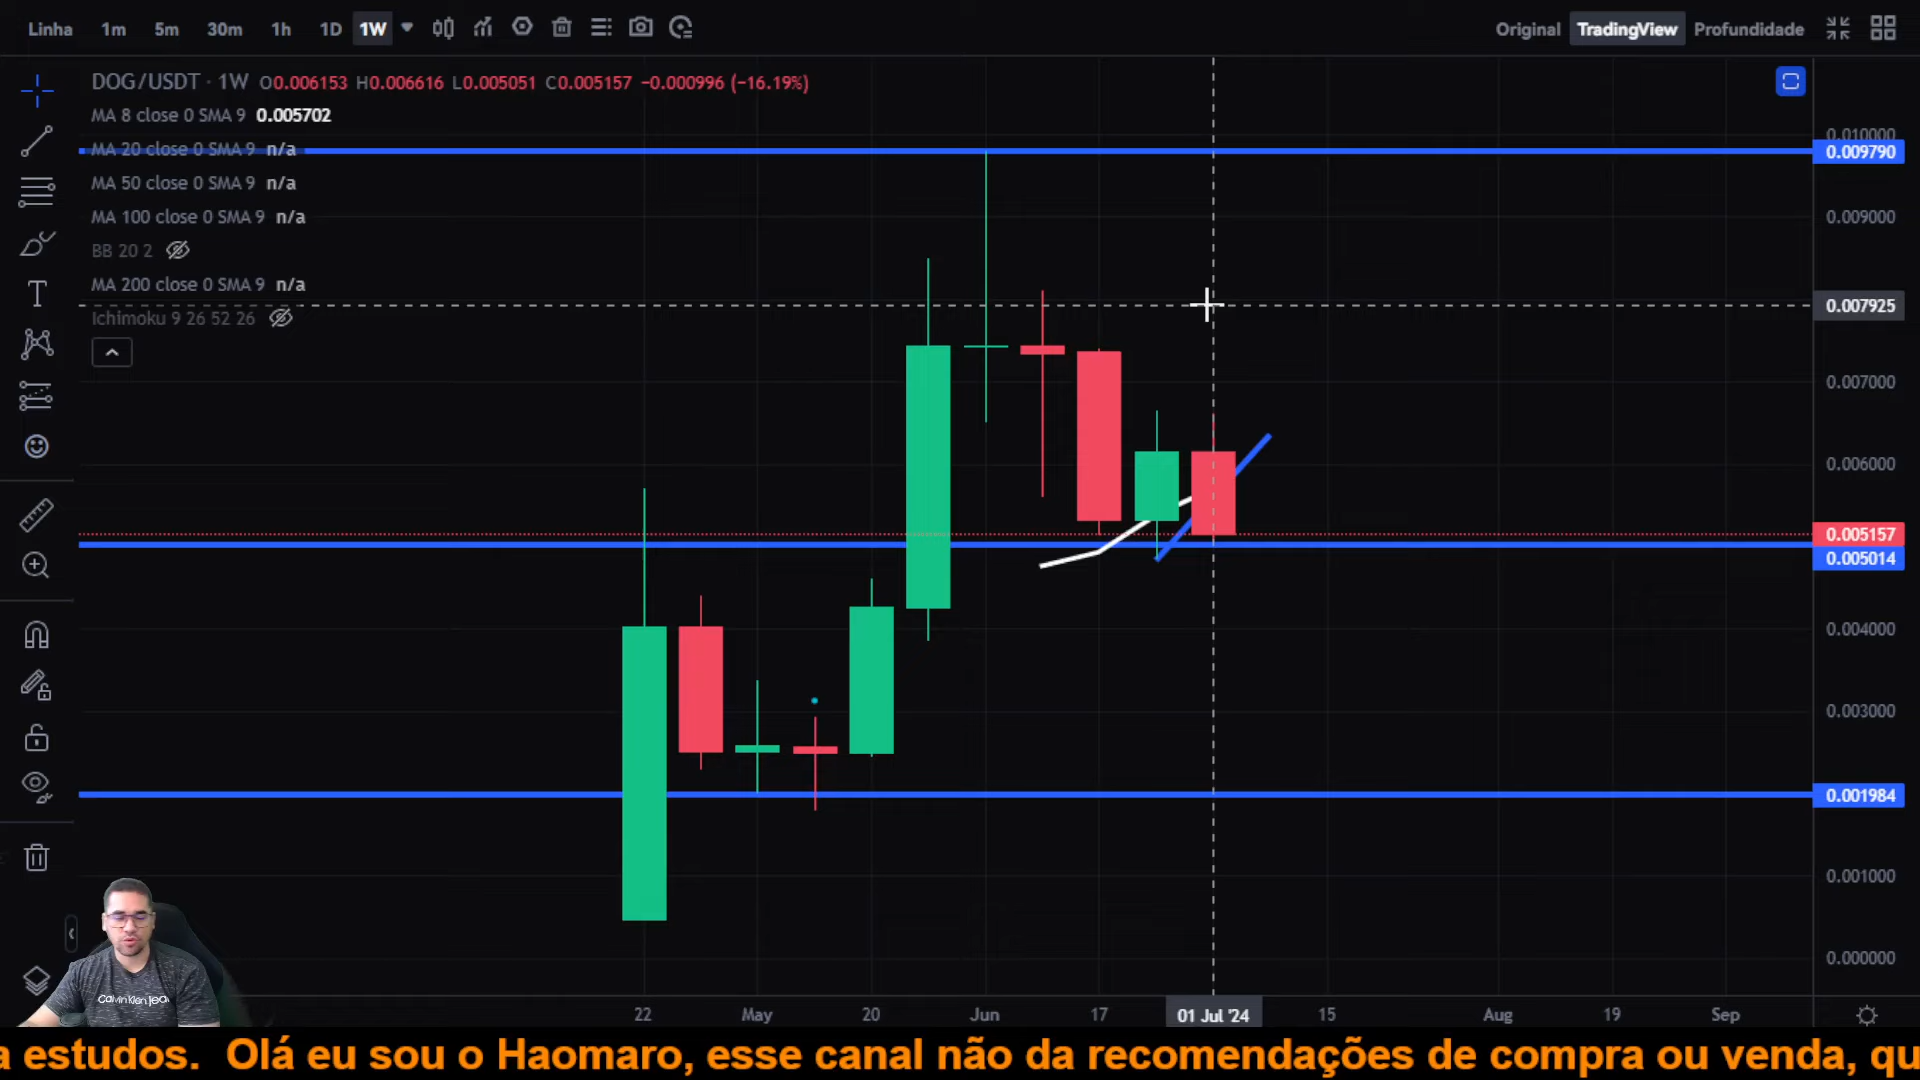 Linha 1m 5m 30m 1h 1D 1W Original TradingView Profundidade
DOG/USDT · 1W O0.006153 H0.006616 L0.005051 C0.005157 −0.000996 (−16.19%)
MA 8 close 0 SMA 9 0.005702
MA 20 close 0 SMA 9 n/a
MA 50 close 0 SMA 9 n/a
MA 100 close 0 SMA 9 n/a
BB 20 2
MA 200 close 0 SMA 9 n/a
Ichimoku 9 26 52 26
0.010000
0.009790
0.009000
0.007925
0.007000
0.006000
0.005157
0.005014
0.004000
0.003000
0.001984
0.001000
0.000000
22 May 20 Jun 17 01 Jul '24 15 Aug 19 Sep
Calvin Klein Jea
a estudos. Olá eu sou o Haomaro, esse canal não da recomendações de compra ou venda, qu